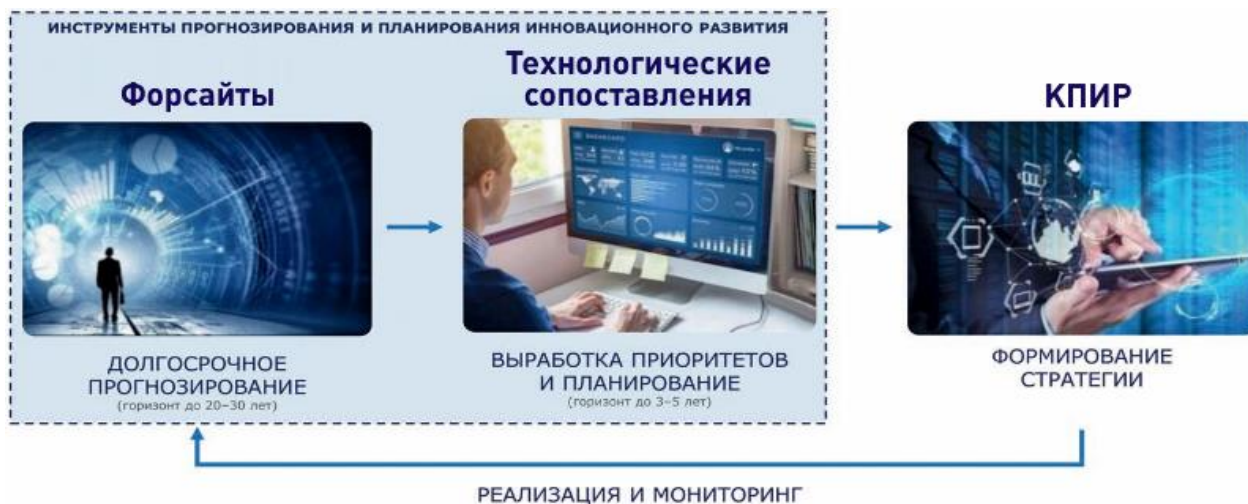 ИНСТРУМЕНТЫ ПРОГНОЗИРОВАНИЯ И ПЛАНИРОВАНИЯ ИННОВАЦИОННОГО РАЗВИТИЯ
Форсайты
Технологические
сопоставления
КПИР
DASHBOARD
ДОЛГОСРОЧНОЕ
ПРОГНОЗИРОВАНИЕ
(горизонт до 20–30 лет)
ВЫРАБОТКА ПРИОРИТЕТОВ
И ПЛАНИРОВАНИЕ
(горизонт до 3–5 лет)
ФОРМИРОВАНИЕ
СТРАТЕГИИ
РЕАЛИЗАЦИЯ И МОНИТОРИНГ